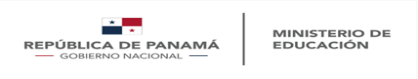 REPÚBLICA DE PANAMÁ
— GOBIERNO NACIONAL —
MINISTERIO DE
EDUCACIÓN